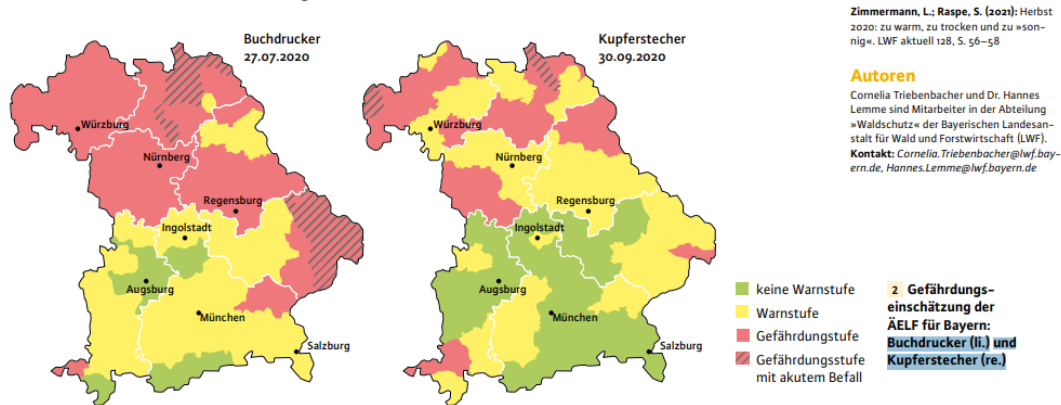 Buchdrucker
27.07.2020
Würzburg
Nürnberg
Regensburg
Ingolstadt
Augsburg
München
Salzburg
Kupferstecher
30.09.2020
Würzburg
Nürnberg
Regensburg
Ingolstadt
Augsburg
München
Salzburg
keine Warnstufe
Warnstufe
Gefährdungstufe
Gefährdungsstufe
mit akutem Befall
2 Gefährdungs-
einschätzung der
ÄELF für Bayern:
Buchdrucker (li.) und
Kupferstecher (re.)
Zimmermann, L.; Raspe, S. (2021): Herbst
2020: zu warm, zu trocken und zu »son-
nig«. LWF aktuell 128, S. 56–58
Autoren
Cornelia Triebenbacher und Dr. Hannes
Lemme sind Mitarbeiter in der Abteilung
»Waldschutz« der Bayerischen Landesan-
stalt für Wald und Forstwirtschaft (LWF).
Kontakt: Cornelia.Triebenbacher@lwf.bay-
ern.de, Hannes.Lemme@lwf.bayern.de